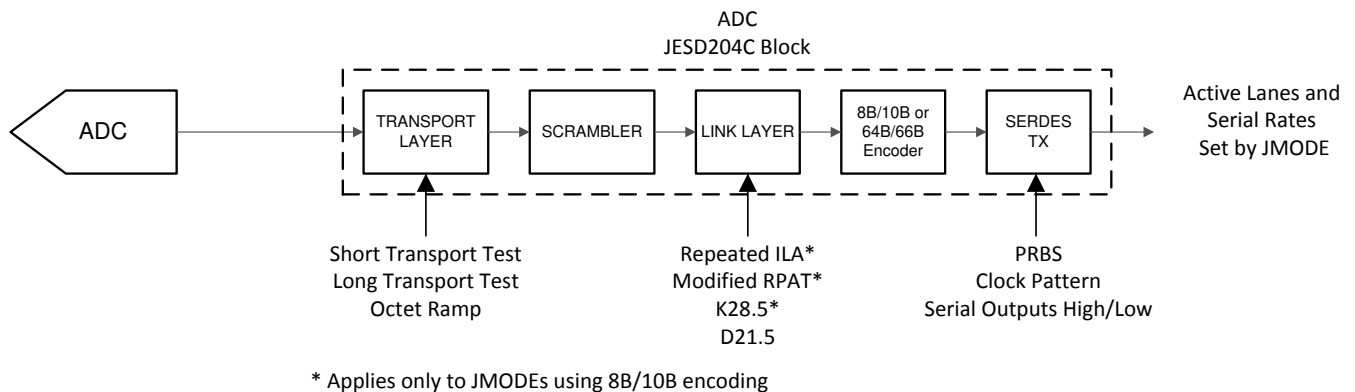 ADC
JESD204C Block
ADC
TRANSPORT
LAYER
SCRAMBLER
LINK LAYER
8B/10B or
64B/66B
Encoder
SERDES
TX
Active Lanes and
Serial Rates
Set by JMODE
Short Transport Test
Long Transport Test
Octet Ramp
Repeated ILA*
Modified RPAT*
K28.5*
D21.5
PRBS
Clock Pattern
Serial Outputs High/Low
* Applies only to JMODEs using 8B/10B encoding